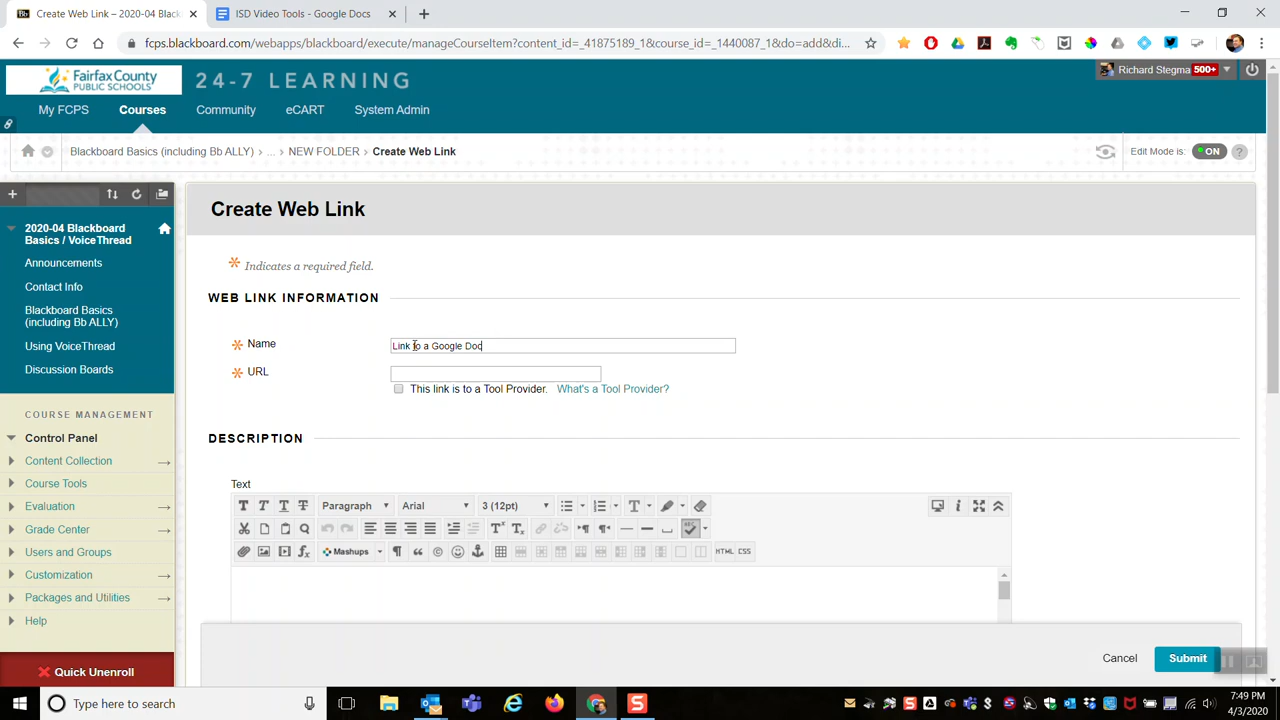 Create Web Link – 2020-04 Black
ISD Video Tools - Google Docs
fcps.blackboard.com/webapps/blackboard/execute/manageCourseItem?content_id=_41875189_1&course_id=_1440087_1&do=add&di...
Fairfax County
PUBLIC SCHOOLS
24-7 LEARNING
Richard Stegma 500+
My FCPS
Courses
Community
eCART
System Admin
Blackboard Basics (including Bb ALLY) > ... > NEW FOLDER > Create Web Link
Edit Mode is: ON ?
2020-04 Blackboard
Basics / VoiceThread
Announcements
Contact Info
Blackboard Basics
(including Bb ALLY)
Using VoiceThread
Discussion Boards
COURSE MANAGEMENT
Control Panel
Content Collection
Course Tools
Evaluation
Grade Center
Users and Groups
Customization
Packages and Utilities
Help
Quick Unenroll
Create Web Link
Indicates a required field.
WEB LINK INFORMATION
Name
Link to a Google Doc
URL
This link is to a Tool Provider. What's a Tool Provider?
DESCRIPTION
Text
Paragraph
Arial
3 (12pt)
Mashups
HTML CSS
Cancel
Submit
Type here to search
7:49 PM
4/3/2020